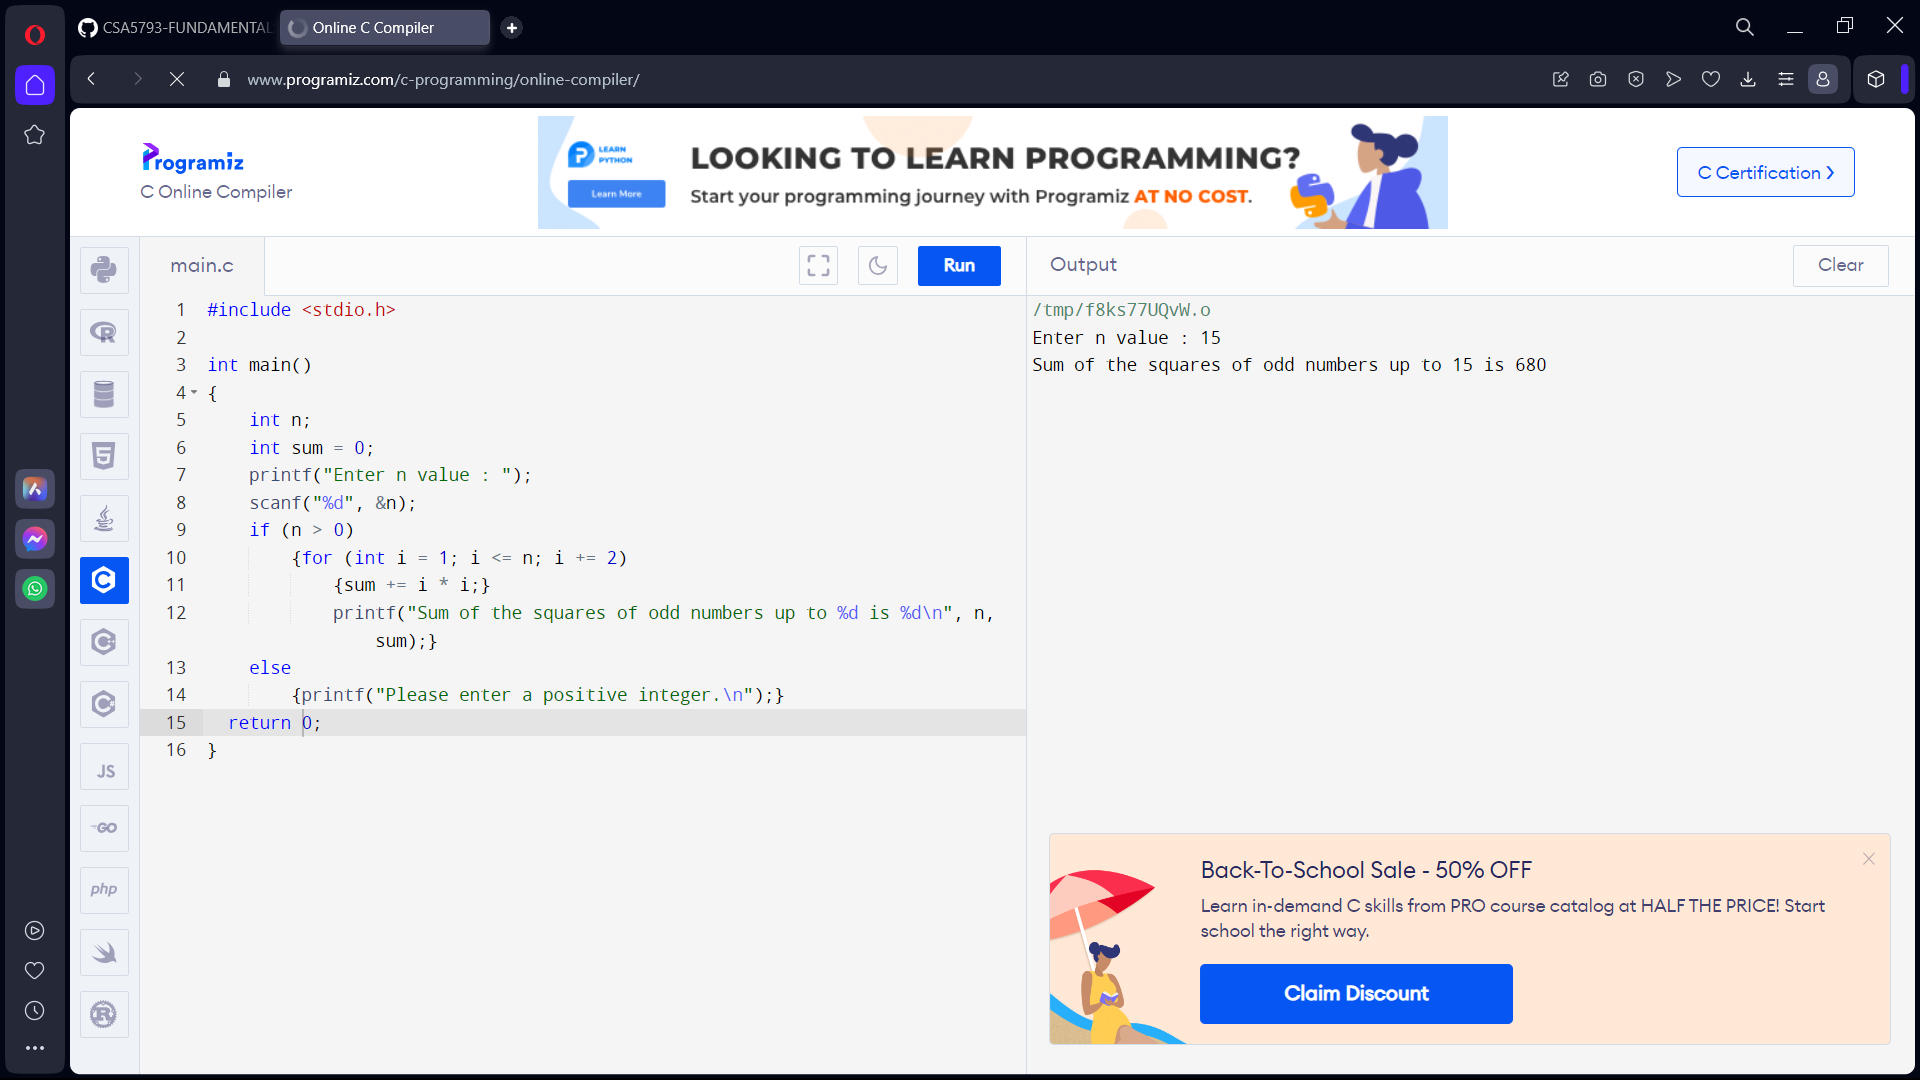 CSA5793-FUNDAMENTAL
Online C Compiler
www.programiz.com/c-programming/online-compiler/
Programiz
C Online Compiler
LEARN
PYTHON
Learn More
LOOKING TO LEARN PROGRAMMING?
Start your programming journey with Programiz AT NO COST.
C Certification
main.c
Run
Output
Clear
1 #include <stdio.h>
2
3 int main()
4 {
5 int n;
6 int sum = 0;
7 printf("Enter n value : ");
8 scanf("%d", &n);
9 if (n > 0)
10 {for (int i = 1; i <= n; i += 2)
11 {sum += i * i;}
12 printf("Sum of the squares of odd numbers up to %d is %d\n", n,
sum);}
13 else
14 {printf("Please enter a positive integer.\n");}
15 return 0;
16 }
/tmp/f8ks77UQvW.o
Enter n value : 15
Sum of the squares of odd numbers up to 15 is 680
JS
GO
php
Back-To-School Sale - 50% OFF
Learn in-demand C skills from PRO course catalog at HALF THE PRICE! Start
school the right way.
Claim Discount